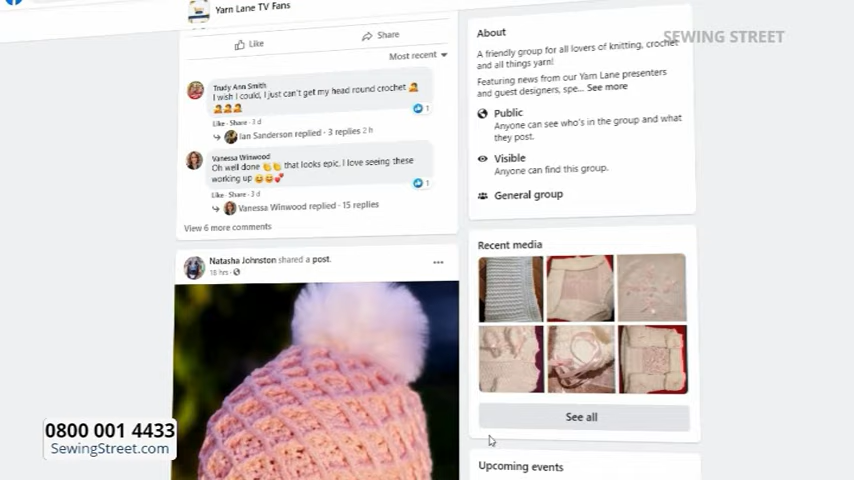 Yarn Lane TV Fans
SEWING STREET
Like
Share
Most recent
Trudy Ann Smith
I wish I could, I just can't get my head round crochet
1
Like · Share · 3 d
Ian Sanderson replied · 3 replies 2 h
Vanessa Winwood
Oh well done 👏👏 that looks epic, I love seeing these
working up
1
Like · Share · 3 d
Vanessa Winwood replied · 15 replies
View 6 more comments
Natasha Johnston shared a post.
18 hrs ·
About
A friendly group for all lovers of knitting, crochet
and all things yarn!
Featuring news from our Yarn Lane presenters
and guest designers, spe... See more
Public
Anyone can see who's in the group and what
they post.
Visible
Anyone can find this group.
General group
Recent media
See all
Upcoming events
0800 001 4433
SewingStreet.com